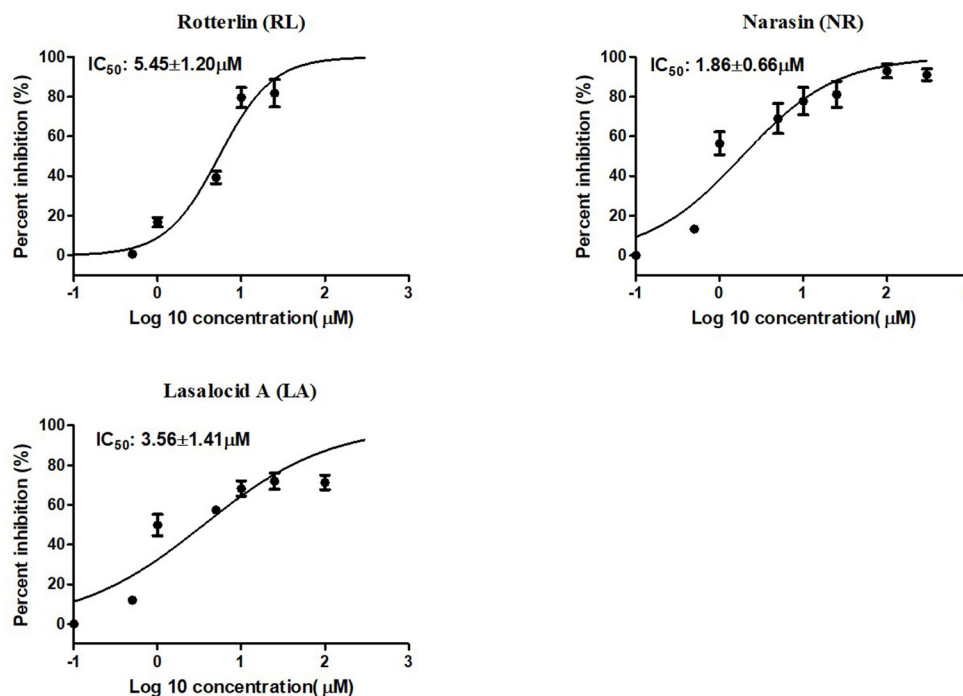 Rotterlin (RL)
IC50: 5.45±1.20μM
Percent inhibition (%)
100
80
60
40
20
0
-1 0 1 2 3
Log 10 concentration( μM)
Narasin (NR)
IC50: 1.86±0.66μM
Percent inhibition (%)
100
80
60
40
20
0
-1 0 1 2 3
Log 10 concentration( μM)
Lasalocid A (LA)
IC50: 3.56±1.41μM
Percent inhibition (%)
100
80
60
40
20
0
-1 0 1 2 3
Log 10 concentration( μM)